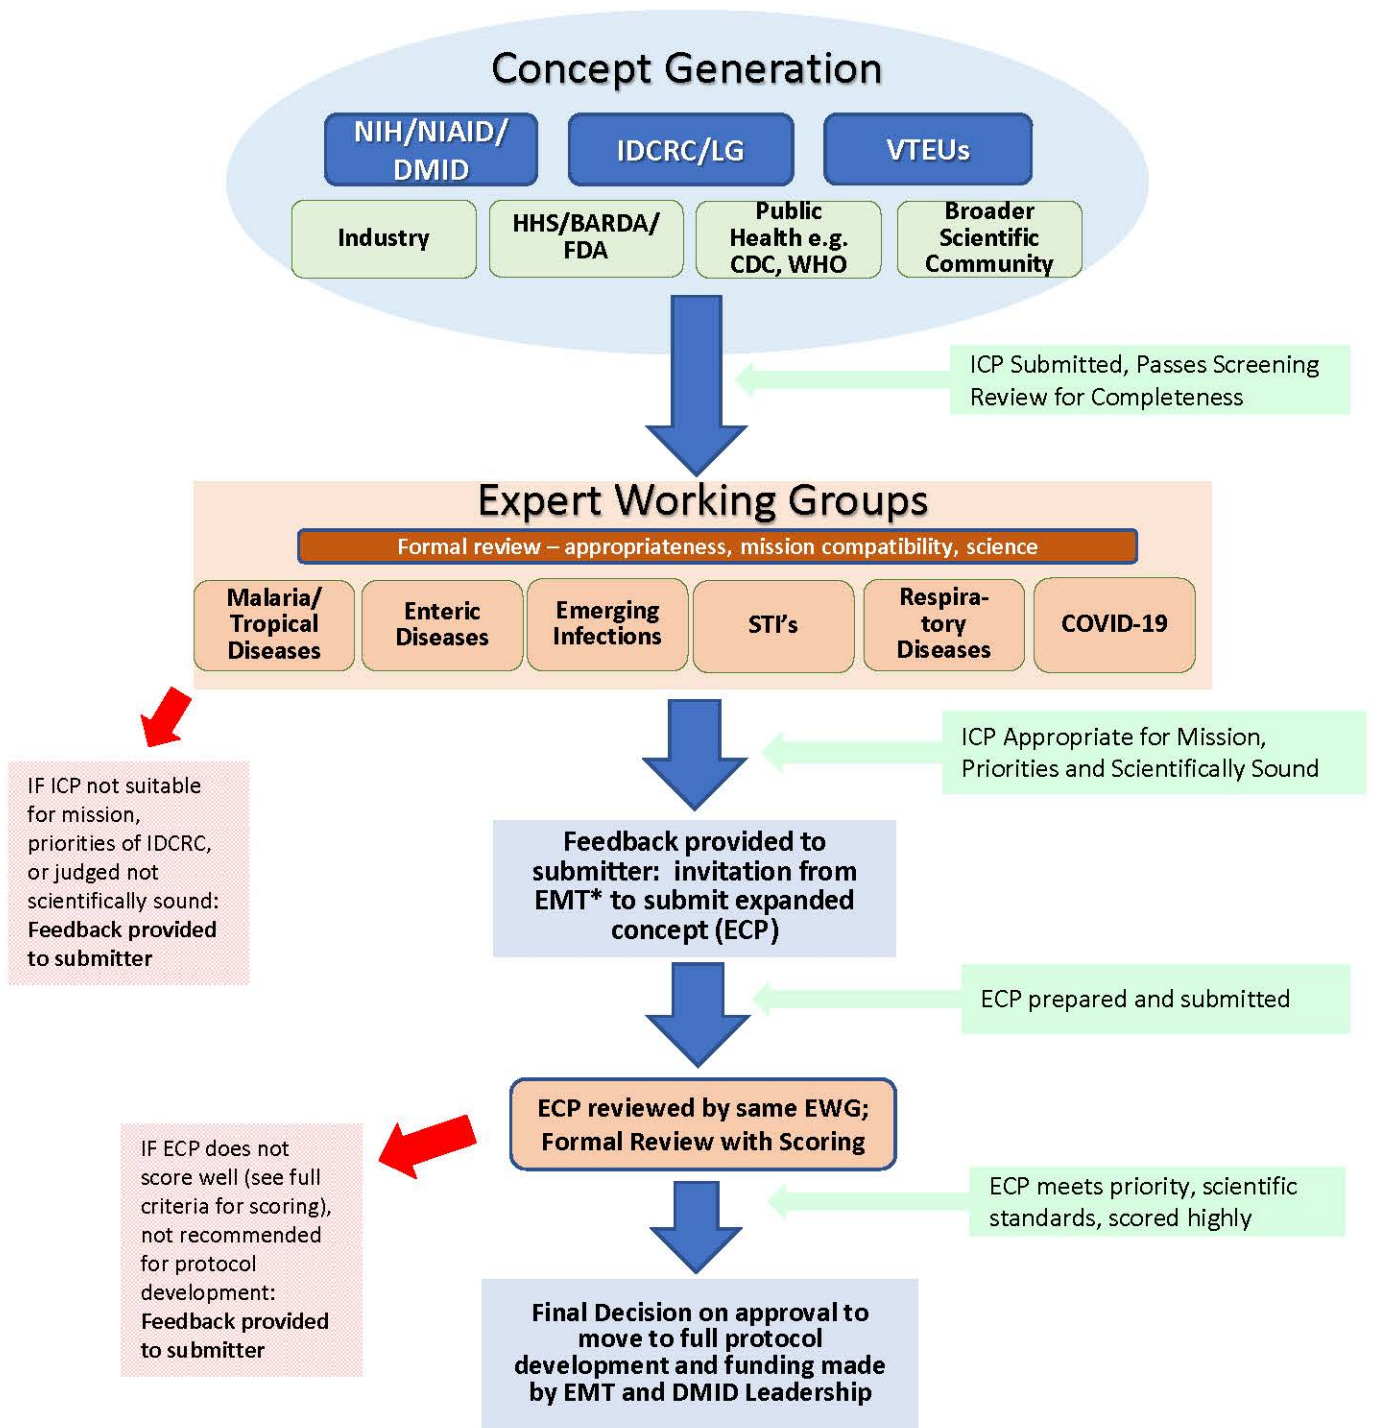 Concept Generation
NIH/NIAID/
DMID
IDCRC/LG
VTEUs
Industry
HHS/BARDA/
FDA
Public
Health e.g.
CDC, WHO
Broader
Scientific
Community
ICP Submitted, Passes Screening
Review for Completeness
Expert Working Groups
Formal review – appropriateness, mission compatibility, science
Malaria/
Tropical
Diseases
Enteric
Diseases
Emerging
Infections
STI's
Respira-
tory
Diseases
COVID-19
ICP Appropriate for Mission,
Priorities and Scientifically Sound
IF ICP not suitable
for mission,
priorities of IDCRC,
or judged not
scientifically sound:
Feedback provided
to submitter
Feedback provided to
submitter: invitation from
EMT* to submit expanded
concept (ECP)
ECP prepared and submitted
ECP reviewed by same EWG;
Formal Review with Scoring
IF ECP does not
score well (see full
criteria for scoring),
not recommended
for protocol
development:
Feedback provided
to submitter
ECP meets priority, scientific
standards, scored highly
Final Decision on approval to
move to full protocol
development and funding made
by EMT and DMID Leadership